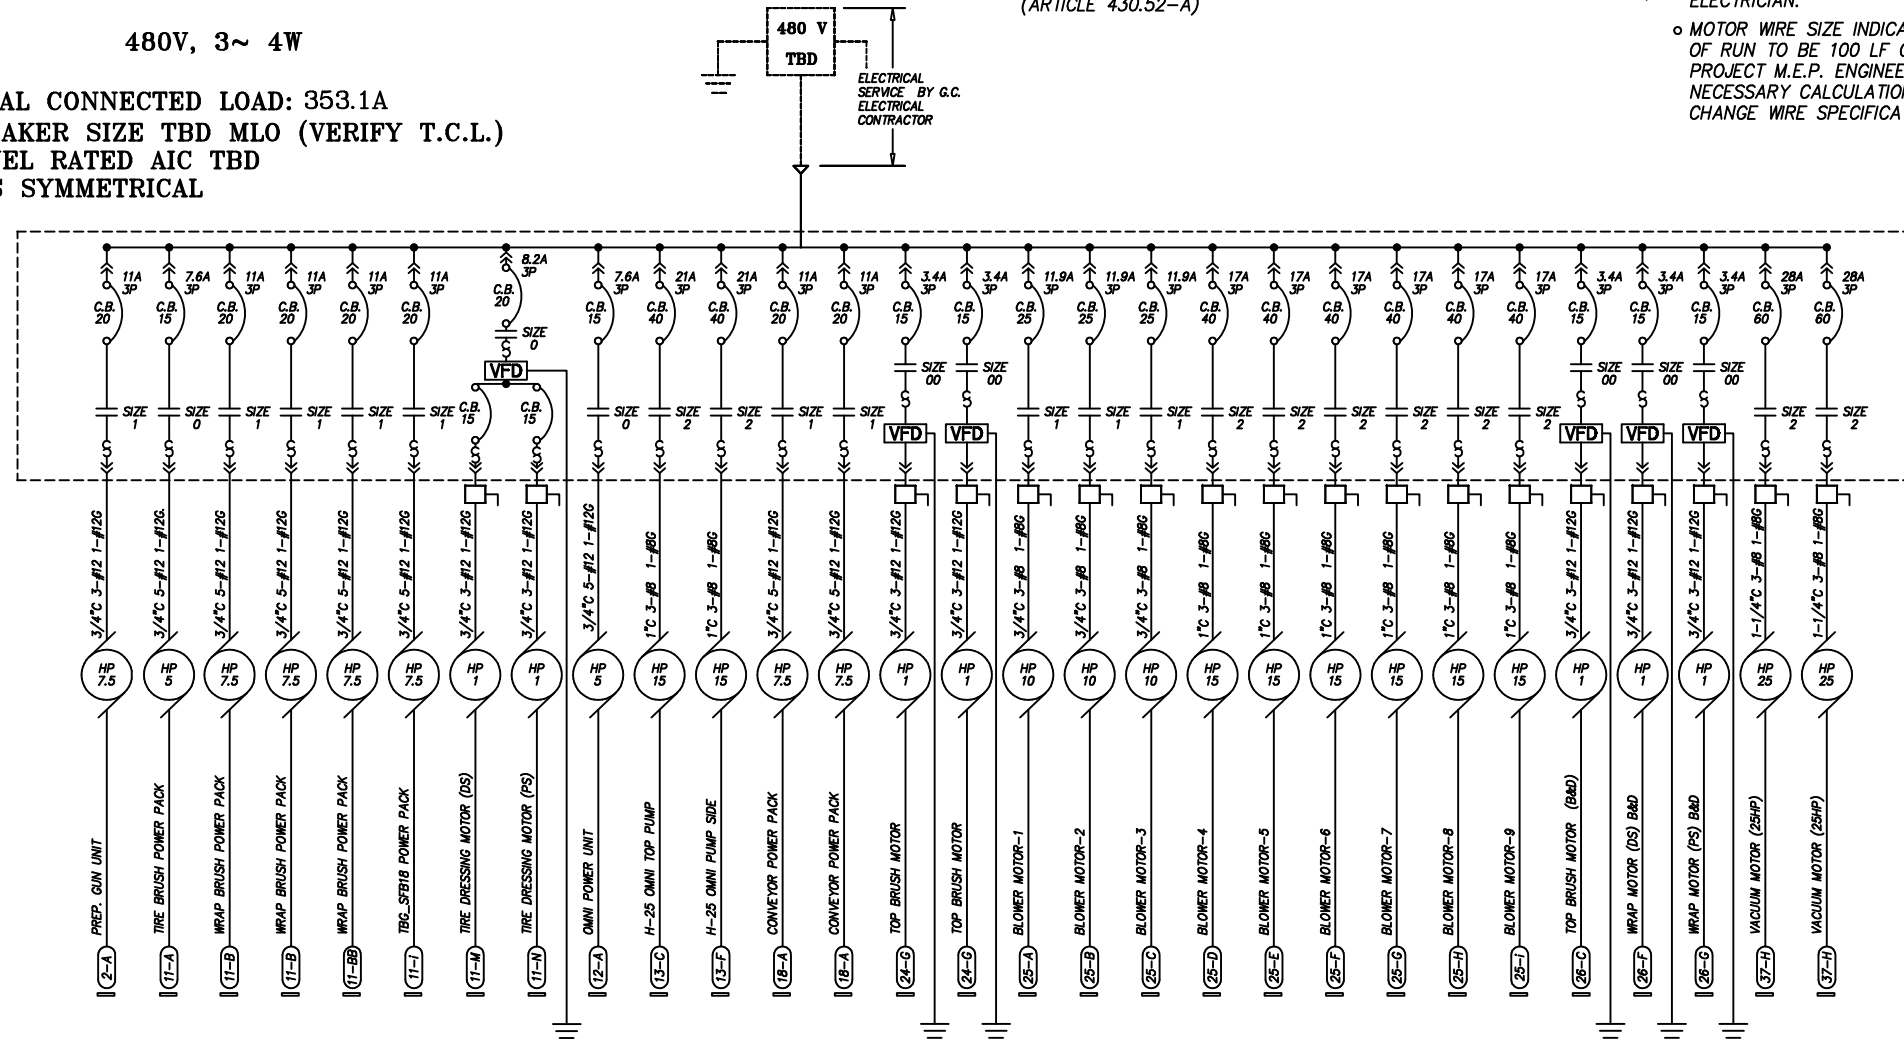 (ARTICLE 430.52-A)
ELECTRICIAN.
480V, 3~ 4W
480 V
TBD
MOTOR WIRE SIZE INDICA
OF RUN TO BE 100 LF
PROJECT M.E.P. ENGINEE
NECESSARY CALCULATION
CHANGE WIRE SPECIFICA
ELECTRICAL
SERVICE BY G.C.
ELECTRICAL
CONTRACTOR
AL CONNECTED LOAD: 353.1A
AKER SIZE TBD MLO (VERIFY T.C.L.)
EL RATED AIC TBD
S SYMMETRICAL
11A 7.6A 11A 11A 11A 11A 8.2A 7.6A 21A 21A 11A 11A 3.4A 3.4A 11.9A 11.9A 11.9A 17A 17A 17A 17A 17A 17A 3.4A 3.4A 3.4A 28A 28A
3P 3P 3P 3P 3P 3P 3P 3P 3P 3P 3P 3P 3P 3P 3P 3P 3P 3P 3P 3P 3P 3P 3P 3P 3P 3P 3P 3P
C.B. C.B. C.B. C.B. C.B. C.B. C.B. C.B. C.B. C.B. C.B. C.B. C.B. C.B. C.B. C.B. C.B. C.B. C.B. C.B. C.B. C.B. C.B. C.B. C.B. C.B. C.B. C.B.
20 15 20 20 20 20 20 15 40 40 20 20 15 15 25 25 25 40 40 40 40 40 40 15 15 15 60 60
SIZE
0
VFD
SIZE SIZE SIZE SIZE SIZE
00 00 00 00 00
C.B. C.B.
15 15
SIZE SIZE SIZE SIZE SIZE SIZE SIZE SIZE SIZE SIZE SIZE SIZE SIZE SIZE SIZE SIZE SIZE SIZE SIZE SIZE SIZE SIZE
1 0 1 1 1 1 0 2 2 1 1 1 1 1 2 2 2 2 2 2 2 2
VFD VFD VFD VFD VFD
3/4"C 5-#12 1-#12G
3/4"C 5-#12 1-#12G.
3/4"C 5-#12 1-#12G
3/4"C 5-#12 1-#12G
3/4"C 5-#12 1-#12G
3/4"C 5-#12 1-#12G
3/4"C 3-#12 1-#12G
3/4"C 3-#12 1-#12G
3/4"C 5-#12 1-#12G
1"C 3-#8 1-#8G
1"C 3-#8 1-#8G
3/4"C 5-#12 1-#12G
3/4"C 5-#12 1-#12G
3/4"C 3-#12 1-#12G
3/4"C 3-#12 1-#12G
3/4"C 3-#8 1-#8G
3/4"C 3-#8 1-#8G
3/4"C 3-#8 1-#8G
1"C 3-#8 1-#8G
1"C 3-#8 1-#8G
1"C 3-#8 1-#8G
1"C 3-#8 1-#8G
1"C 3-#8 1-#8G
1"C 3-#8 1-#8G
3/4"C 3-#12 1-#12G
3/4"C 3-#12 1-#12G
3/4"C 3-#12 1-#12G
1-1/4"C 3-#8 1-#8G
1-1/4"C 3-#8 1-#8G
HP HP HP HP HP HP HP HP HP HP HP HP HP HP HP HP HP HP HP HP HP HP HP HP HP HP HP HP HP
7.5 5 7.5 7.5 7.5 7.5 1 1 5 15 15 7.5 7.5 1 1 10 10 10 15 15 15 15 15 15 1 1 1 25 25
PREP. GUN UNIT
TIRE BRUSH POWER PACK
WRAP BRUSH POWER PACK
WRAP BRUSH POWER PACK
WRAP BRUSH POWER PACK
TBG_SFB18 POWER PACK
TIRE DRESSING MOTOR (DS)
TIRE DRESSING MOTOR (PS)
OMNI POWER UNIT
H-25 OMNI TOP PUMP
H-25 OMNI PUMP SIDE
CONVEYOR POWER PACK
CONVEYOR POWER PACK
TOP BRUSH MOTOR
TOP BRUSH MOTOR
BLOWER MOTOR-1
BLOWER MOTOR-2
BLOWER MOTOR-3
BLOWER MOTOR-4
BLOWER MOTOR-5
BLOWER MOTOR-6
BLOWER MOTOR-7
BLOWER MOTOR-8
BLOWER MOTOR-9
TOP BRUSH MOTOR (B&D)
WRAP MOTOR (DS) B&D
WRAP MOTOR (PS) B&D
VACUUM MOTOR (25HP)
VACUUM MOTOR (25HP)
2-A 11-A 11-B 11-B 11-BB 11-I 11-M 11-N 12-A 13-C 13-F 18-A 18-A 24-G 24-G 25-A 25-B 25-C 25-D 25-E 25-F 25-G 25-H 25-i 26-C 26-F 26-G 37-H 37-H